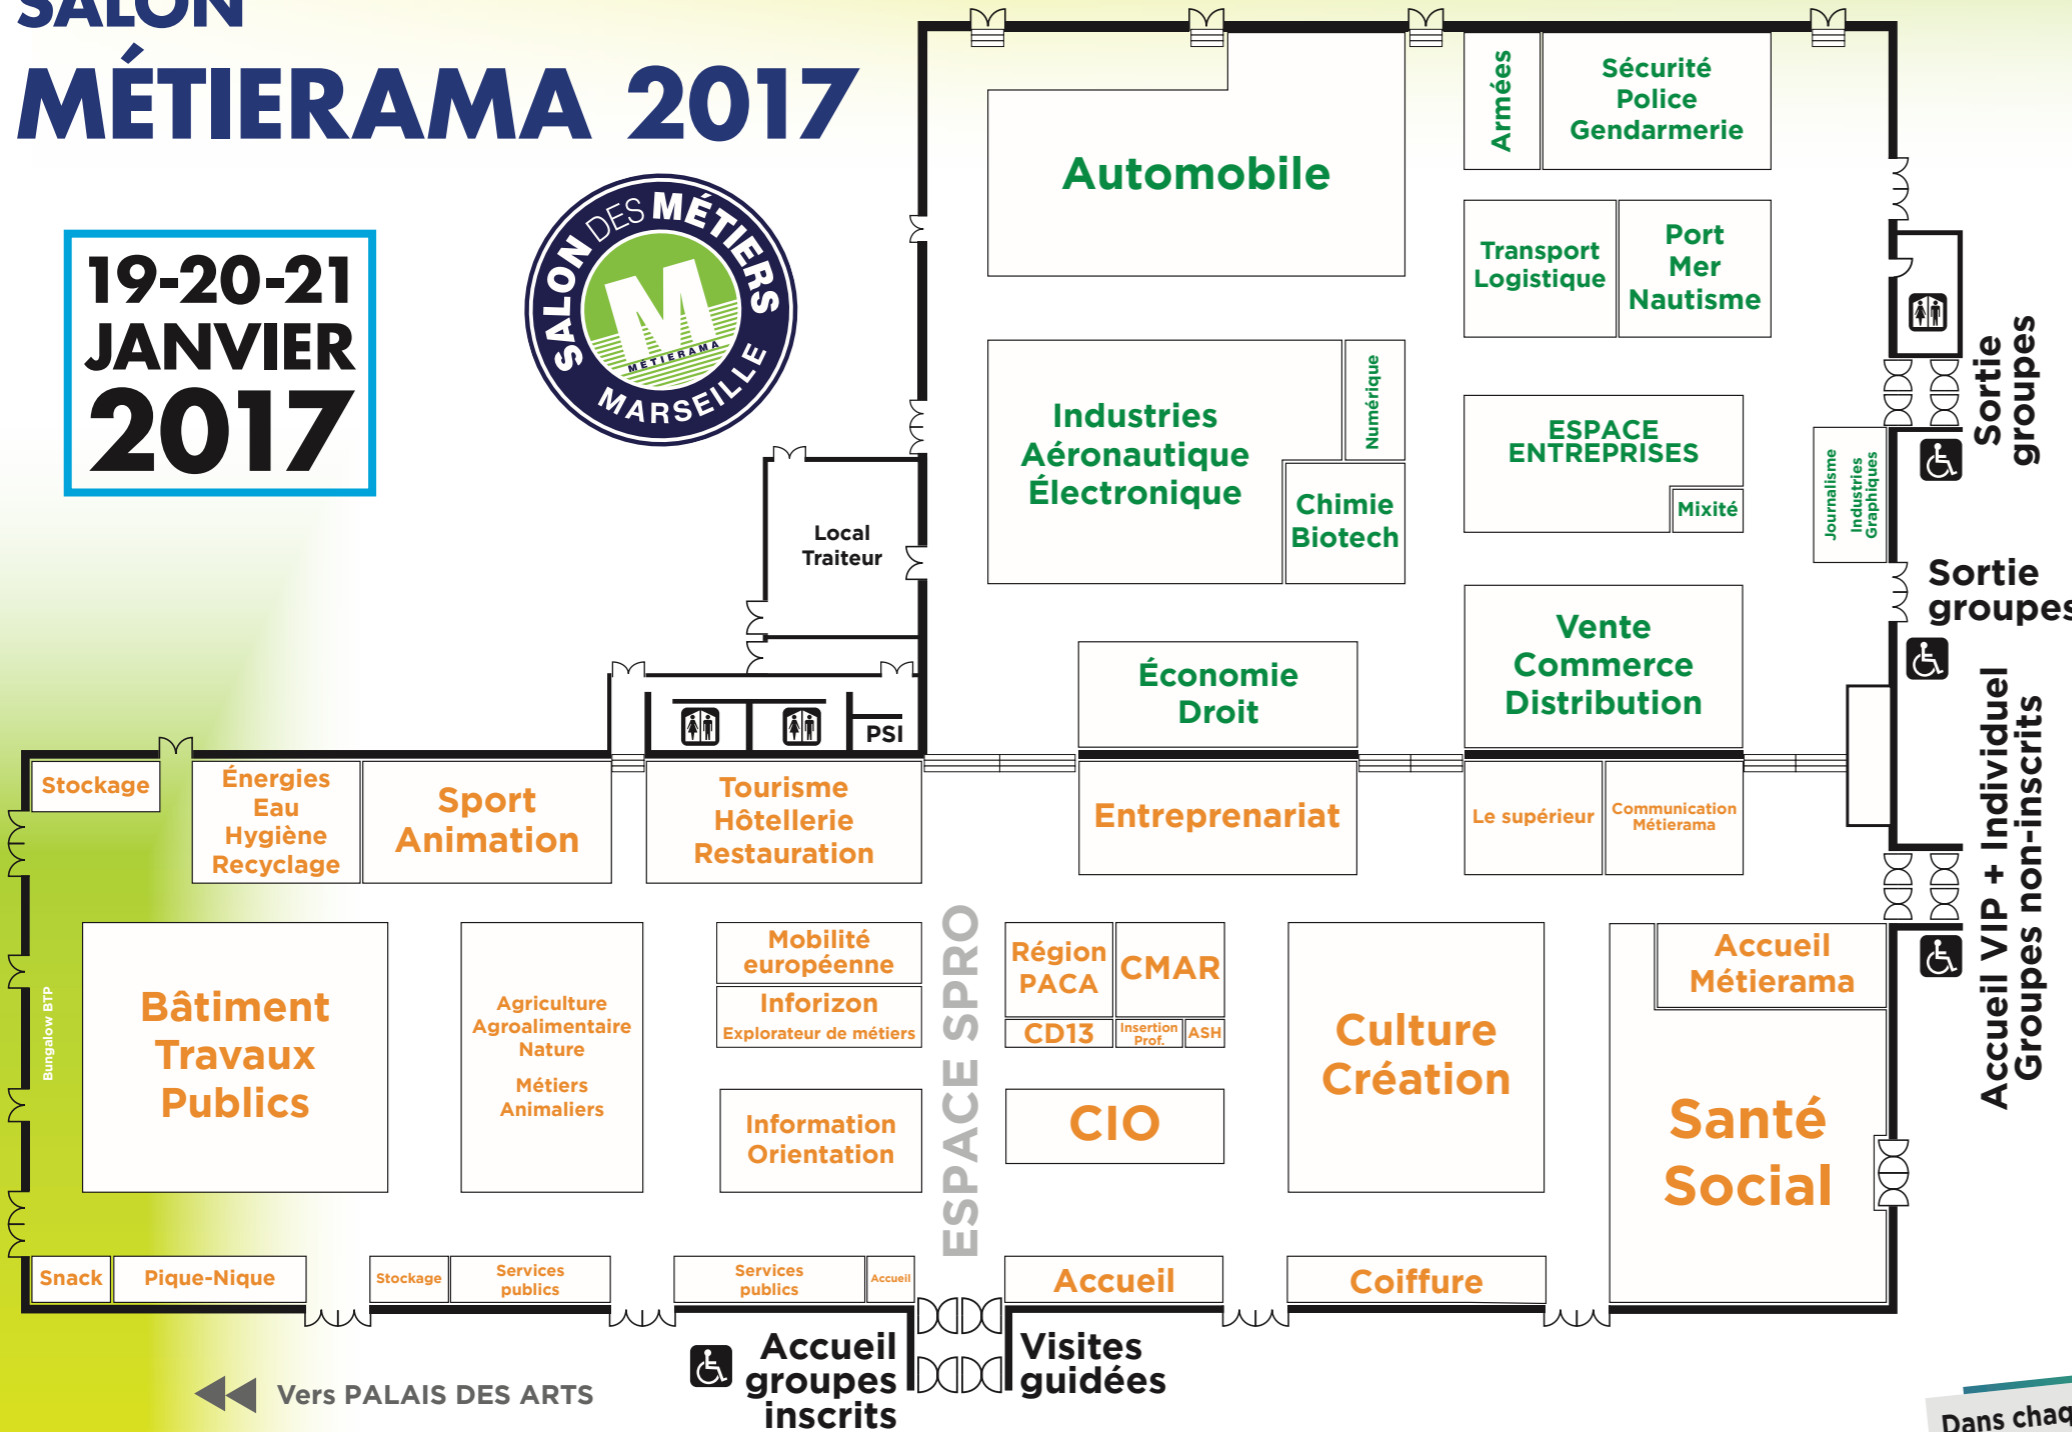 SALON
MÉTIERAMA 2017
19-20-21
JANVIER
2017
SALON DES MÉTIERS
M
MÉTIERAMA
MARSEILLE
Automobile
Armées
Sécurité
Police
Gendarmerie
Transport
Logistique
Port
Mer
Nautisme
Industries
Aéronautique
Électronique
Numérique
Chimie
Biotech
ESPACE
ENTREPRISES
Mixité
Journalisme
Industries
Graphiques
Sortie
groupes
Sortie
groupes
Local
Traiteur
Économie
Droit
Vente
Commerce
Distribution
PSI
Accueil VIP + Individuel
Groupes non-inscrits
Stockage
Énergies
Eau
Hygiène
Recyclage
Sport
Animation
Tourisme
Hôtellerie
Restauration
Entreprenariat
Le supérieur
Communication
Métierama
Bungalow BTP
Bâtiment
Travaux
Publics
Agriculture
Agroalimentaire
Nature
Métiers
Animaliers
Mobilité
européenne
Inforizon
Explorateur de métiers
Information
Orientation
ESPACE SPRO
Région
PACA
CMAR
CD13
Insertion
Prof.
ASH
CIO
Culture
Création
Accueil
Métierama
Santé
Social
Snack
Pique-Nique
Stockage
Services
publics
Services
publics
Accueil
Accueil
Coiffure
Accueil
groupes
inscrits
Visites
guidées
Vers PALAIS DES ARTS
Dans chaq